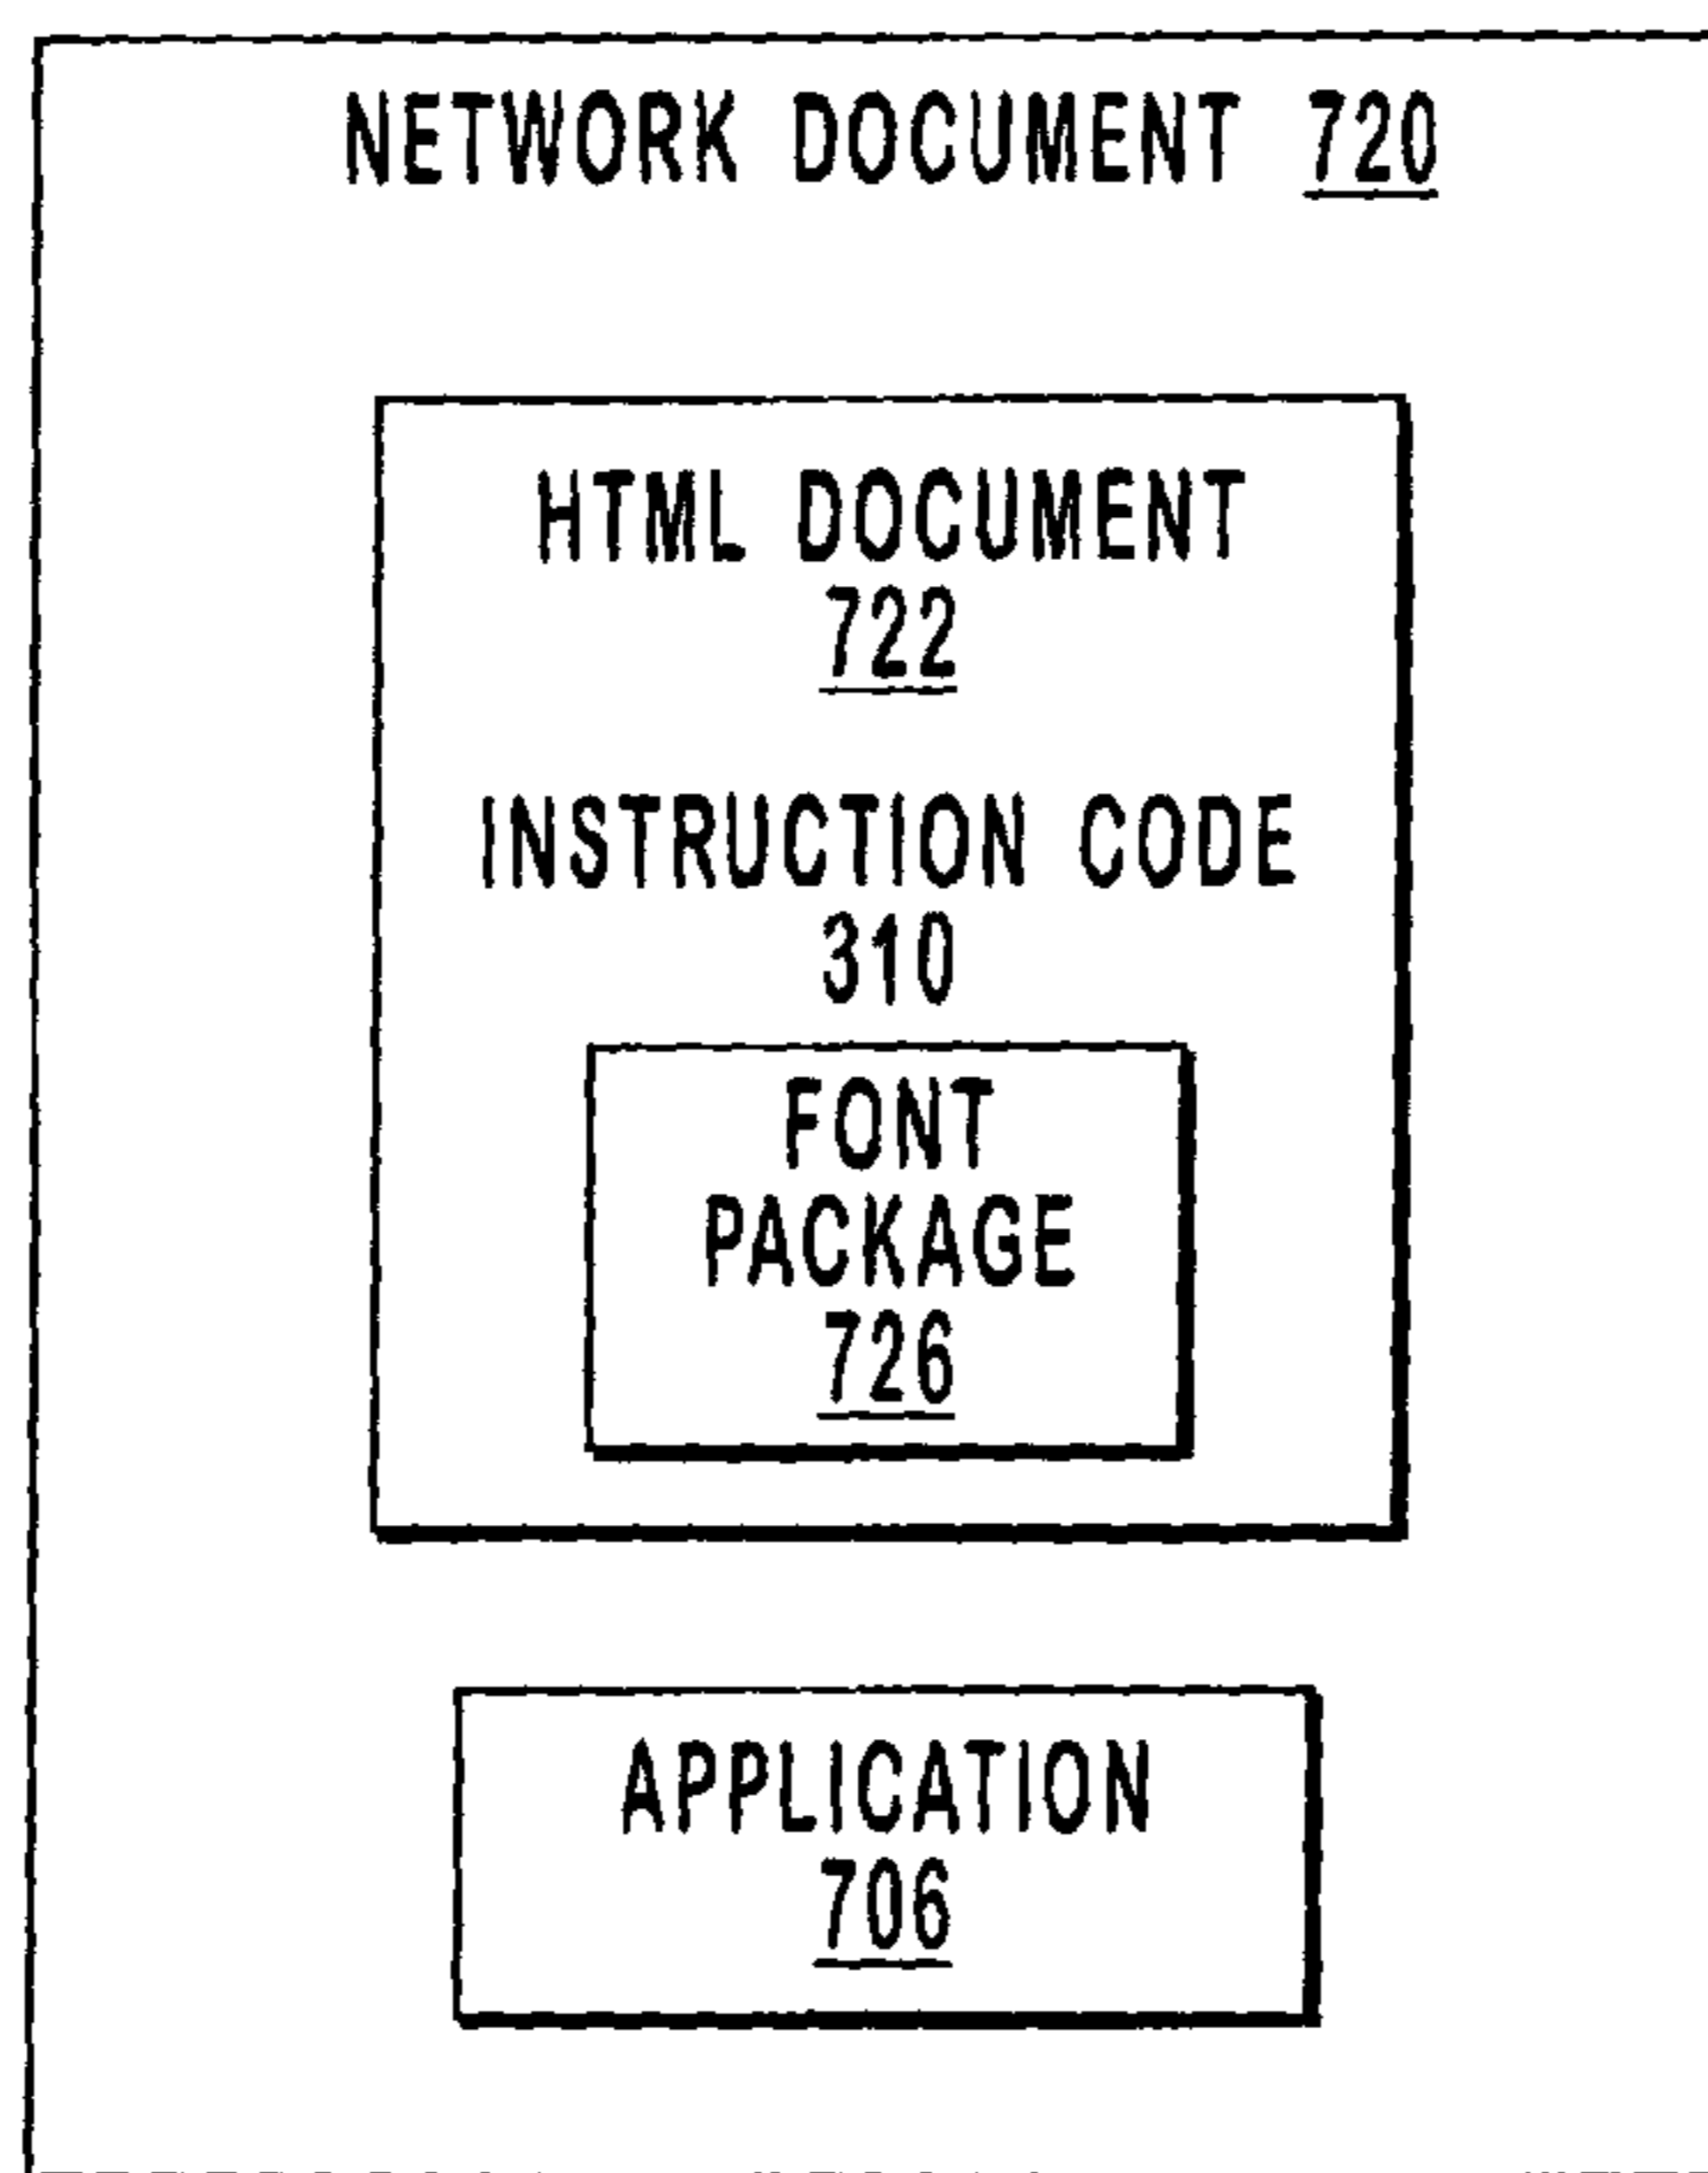 NETWORK DOCUMENT 720
HTML DOCUMENT
722
INSTRUCTION CODE
310
FONT
PACKAGE
726
APPLICATION
706